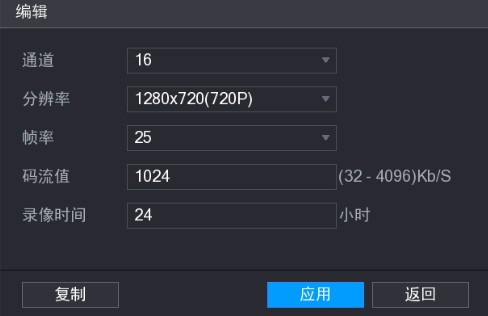 编辑
通道 16
分辨率 1280x720(720P)
帧率 25
码流值 1024 (32 - 4096)Kb/S
录像时间 24 小时
复制 应用 返回